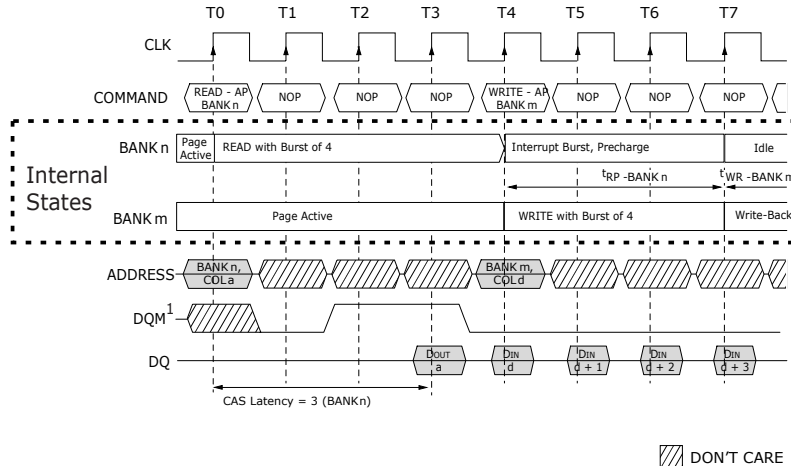 T0 T1 T2 T3 T4 T5 T6 T7
CLK
COMMAND
READ - AP
BANK n
NOP
NOP
NOP
WRITE - AP
BANK m
NOP
NOP
NOP
Internal
States
BANK n
Page
Active
READ with Burst of 4
Interrupt Burst, Precharge
Idle
tRP -BANK n
tWR -BANK m
BANK m
Page Active
WRITE with Burst of 4
Write-Back
ADDRESS
BANK n,
COL a
BANK m,
COL d
DQM1
DQ
DOUT
a
DIN
d
DIN
d + 1
DIN
d + 2
DIN
d + 3
CAS Latency = 3 (BANK n)
DON'T CARE